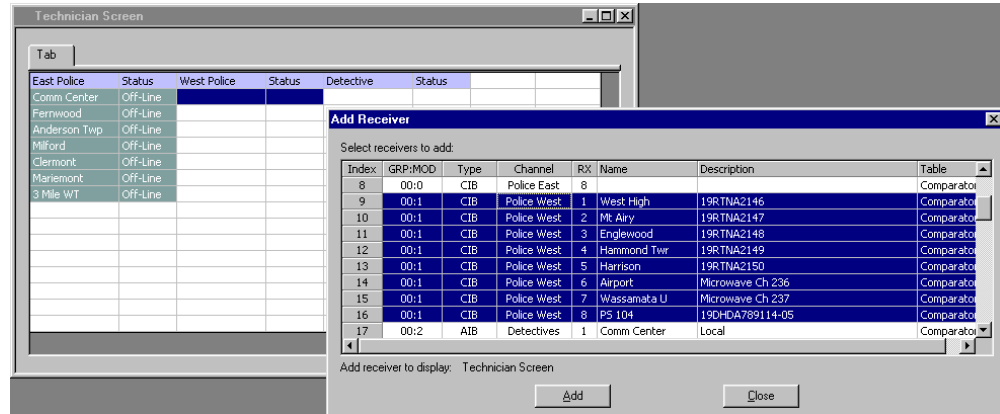 Technician Screen
Tab
East Police Status West Police Status Detective Status
Comm Center Off-Line
Fernwood Off-Line
Anderson Twp Off-Line
Milford Off-Line
Clermont Off-Line
Mariemont Off-Line
3 Mile WT Off-Line
Add Receiver
Select receivers to add:
Index GRP:MOD Type Channel RX Name Description Table
8 00:0 CIB Police East 8 Comparator
9 00:1 CIB Police West 1 West High 19RTNA2146 Comparator
10 00:1 CIB Police West 2 Mt Airy 19RTNA2147 Comparator
11 00:1 CIB Police West 3 Englewood 19RTNA2148 Comparator
12 00:1 CIB Police West 4 Hammond Twr 19RTNA2149 Comparator
13 00:1 CIB Police West 5 Harrison 19RTNA2150 Comparator
14 00:1 CIB Police West 6 Airport Microwave Ch 236 Comparator
15 00:1 CIB Police West 7 Wassamata U Microwave Ch 237 Comparator
16 00:1 CIB Police West 8 PS 104 19DHDA789114-05 Comparator
17 00:2 AIB Detectives 1 Comm Center Local Comparator
Add receiver to display: Technician Screen
Add Close